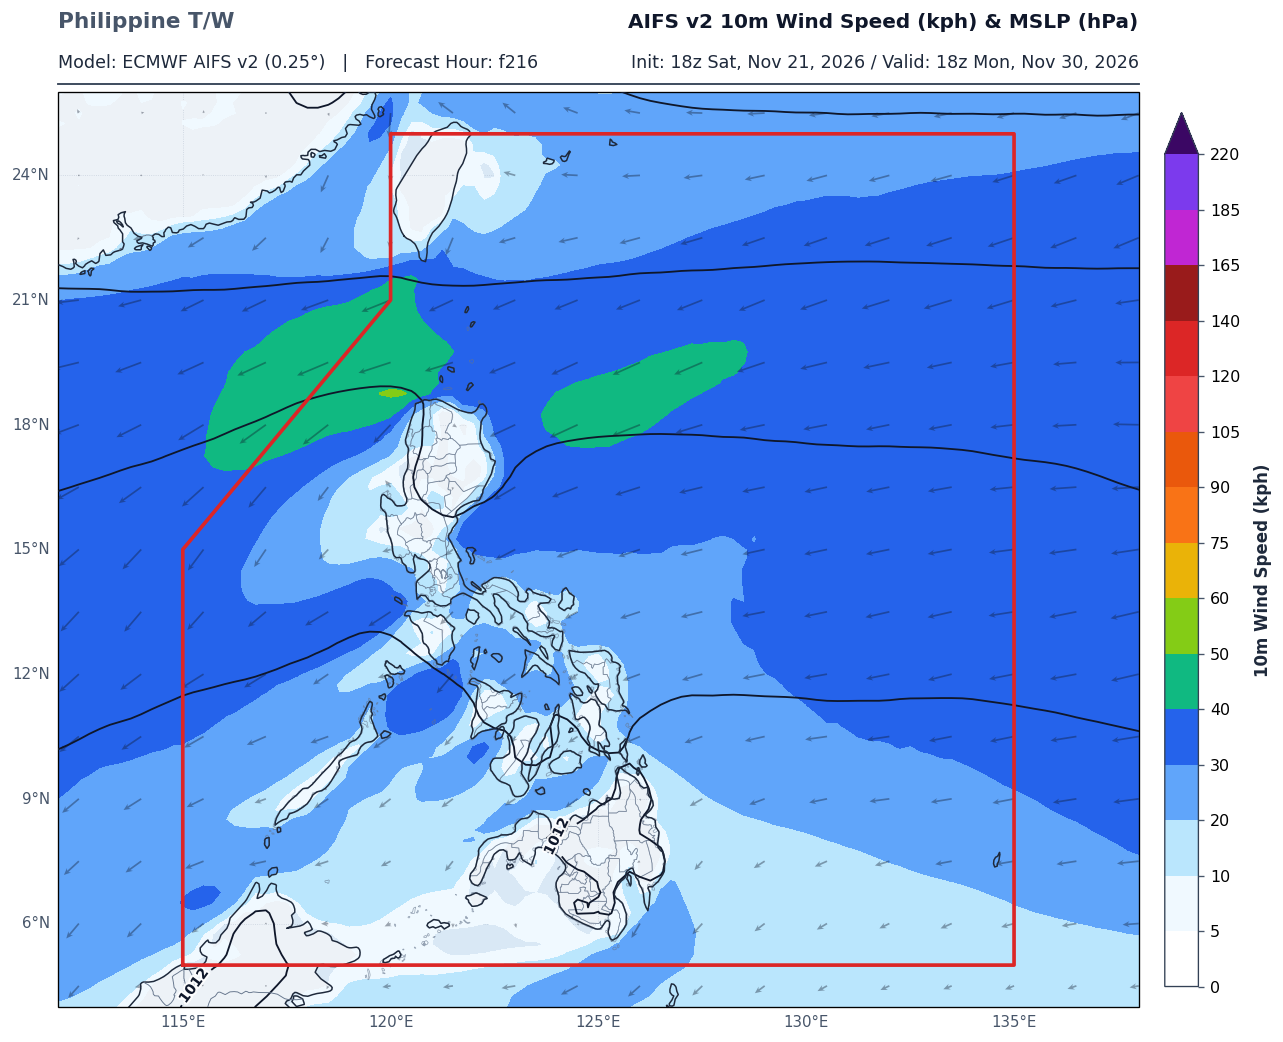 Philippine T/W
AIFS v2 10m Wind Speed (kph) & MSLP (hPa)
Model: ECMWF AIFS v2 (0.25°) | Forecast Hour: f216
Init: 18z Sat, Nov 21, 2026 / Valid: 18z Mon, Nov 30, 2026
24°N
21°N
18°N
15°N
12°N
9°N
6°N
115°E
120°E
125°E
130°E
135°E
1012
1012
220
185
165
140
120
105
90
75
60
50
40
30
20
10
5
0
10m Wind Speed (kph)